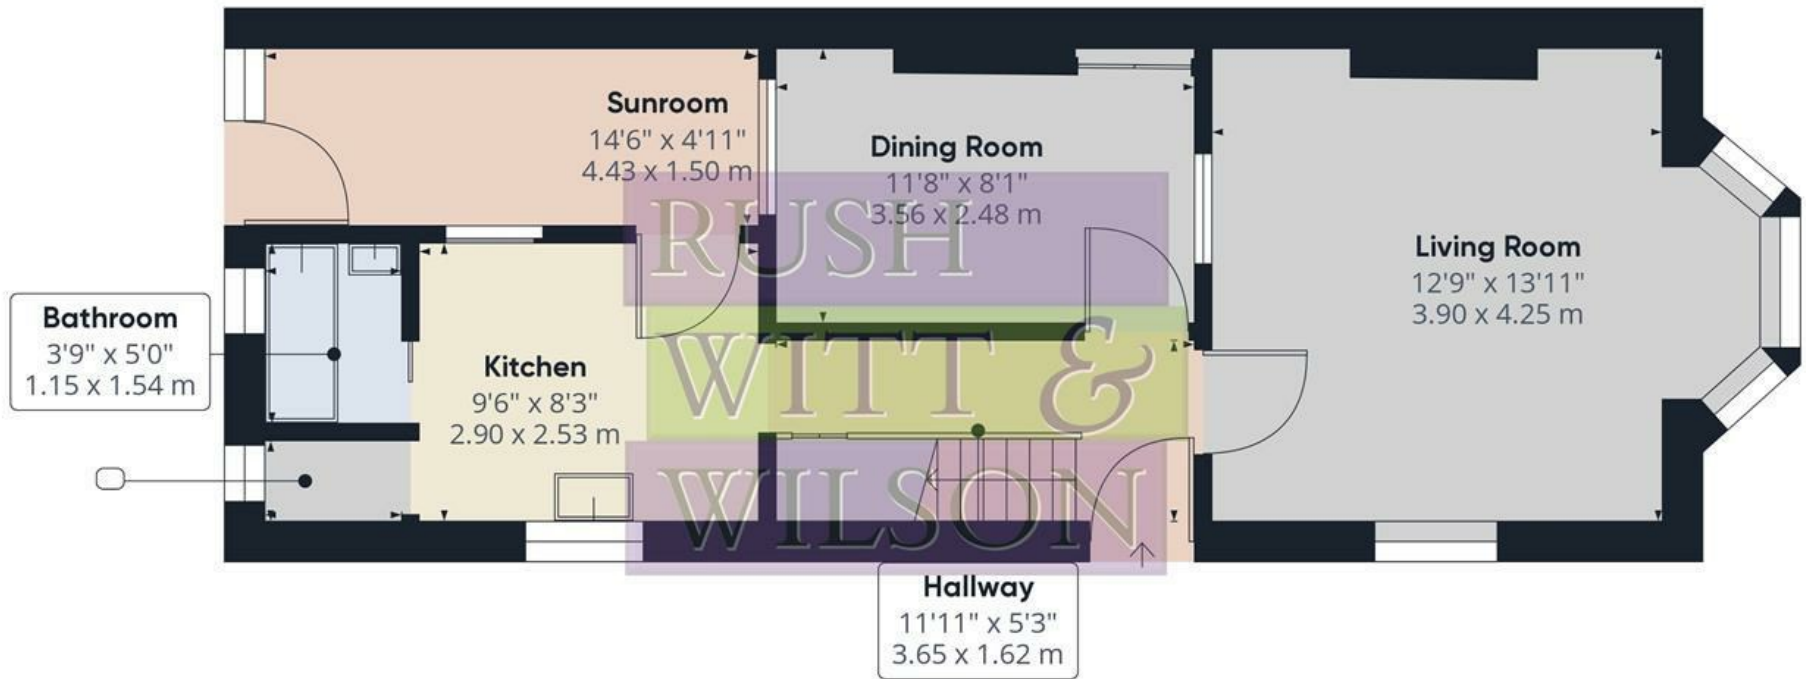 Sunroom
14'6" x 4'11"
4.43 x 1.50 m
Dining Room
11'8" x 8'1"
3.56 x 2.48 m
Living Room
12'9" x 13'11"
3.90 x 4.25 m
Bathroom
3'9" x 5'0"
1.15 x 1.54 m
Kitchen
9'6" x 8'3"
2.90 x 2.53 m
RUSH
WITT &
WILSON
Hallway
11'11" x 5'3"
3.65 x 1.62 m